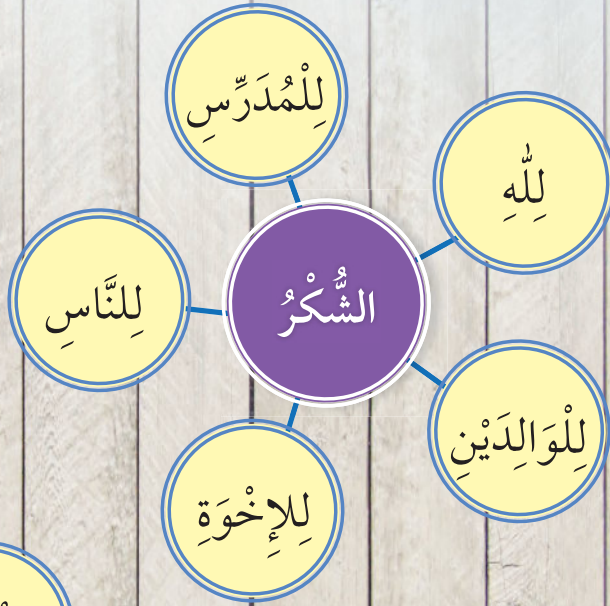 لِلْمُدَرِّسِ
لِلّٰهِ
الشُّكْرُ
لِلنَّاسِ
لِلْوَالِدَيْنِ
لِلإِخْوَةِ